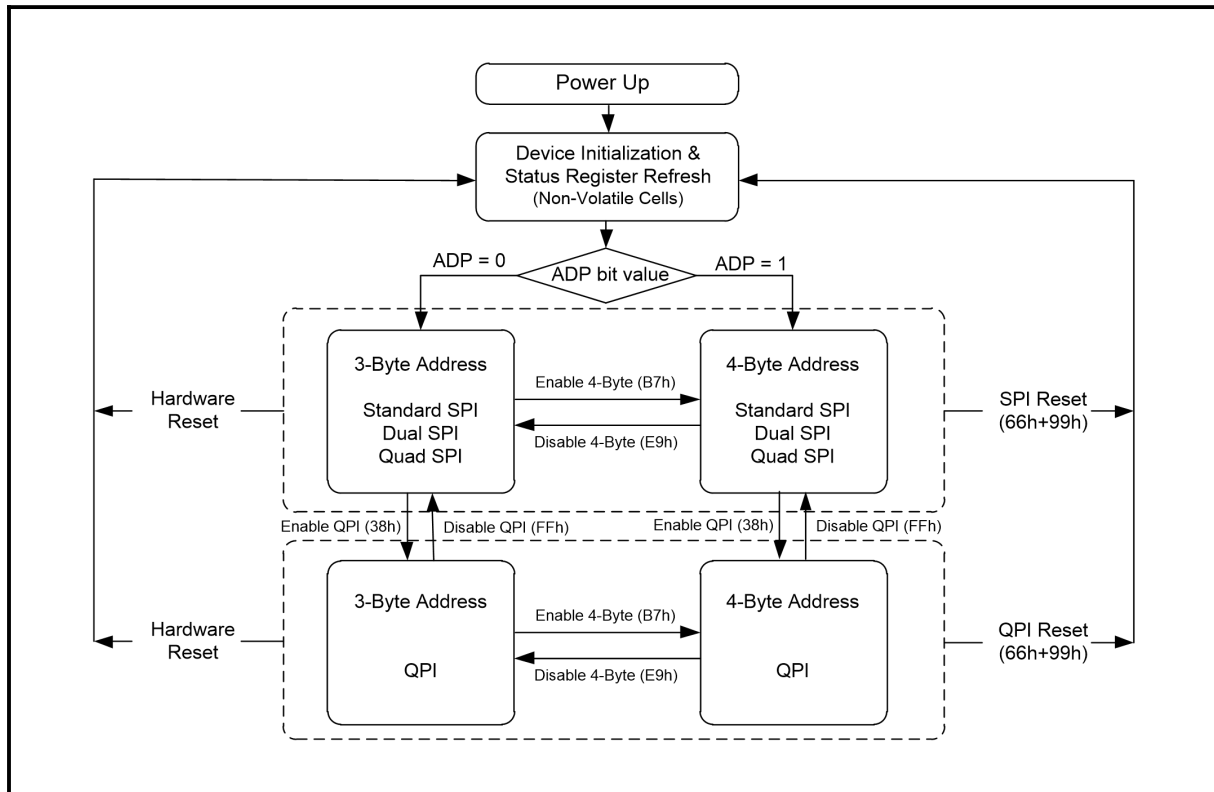 Power Up
Device Initialization &
Status Register Refresh
(Non-Volatile Cells)
ADP = 0
ADP bit value
ADP = 1
3-Byte Address
Standard SPI
Dual SPI
Quad SPI
Enable 4-Byte (B7h)
Disable 4-Byte (E9h)
4-Byte Address
Standard SPI
Dual SPI
Quad SPI
Hardware
Reset
SPI Reset
(66h+99h)
Enable QPI (38h)
Disable QPI (FFh)
Enable QPI (38h)
Disable QPI (FFh)
3-Byte Address
QPI
Enable 4-Byte (B7h)
Disable 4-Byte (E9h)
4-Byte Address
QPI
Hardware
Reset
QPI Reset
(66h+99h)